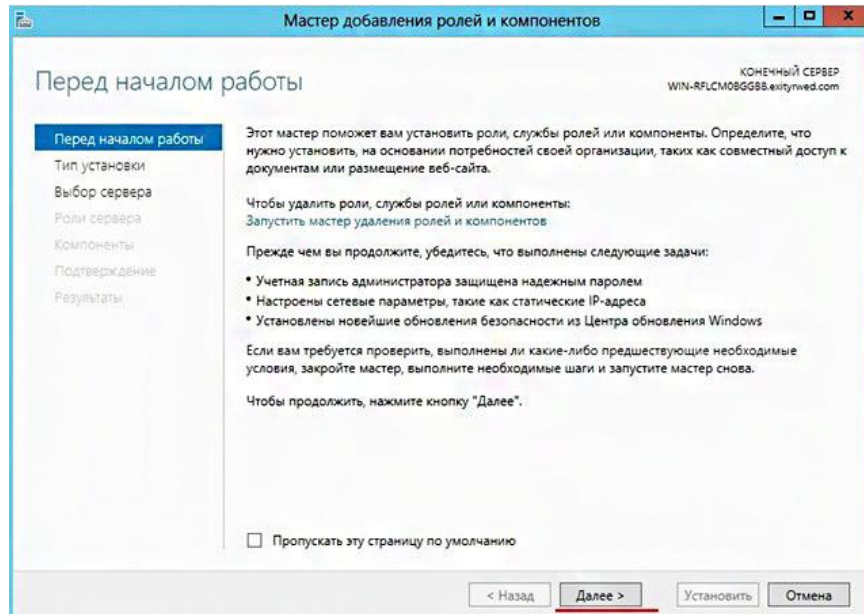 Мастер добавления ролей и компонентов
Перед началом работы
КОНЕЧНЫЙ СЕРВЕР
WIN-RFLCM0BGGBB.exityrwed.com
Перед началом работы
Тип установки
Выбор сервера
Роли сервера
Компоненты
Подтверждение
Результаты
Этот мастер поможет вам установить роли, службы ролей или компоненты. Определите, что
нужно установить, на основании потребностей своей организации, таких как совместный доступ к
документам или размещение веб-сайта.
Чтобы удалить роли, службы ролей или компоненты:
Запустить мастер удаления ролей и компонентов
Прежде чем вы продолжите, убедитесь, что выполнены следующие задачи:
• Учетная запись администратора защищена надежным паролем
• Настроены сетевые параметры, такие как статические IP-адреса
• Установлены новейшие обновления безопасности из Центра обновления Windows
Если вам требуется проверить, выполнены ли какие-либо предшествующие необходимые
условия, закройте мастер, выполните необходимые шаги и запустите мастер снова.
Чтобы продолжить, нажмите кнопку "Далее".
Пропускать эту страницу по умолчанию
< Назад
Далее >
Установить
Отмена